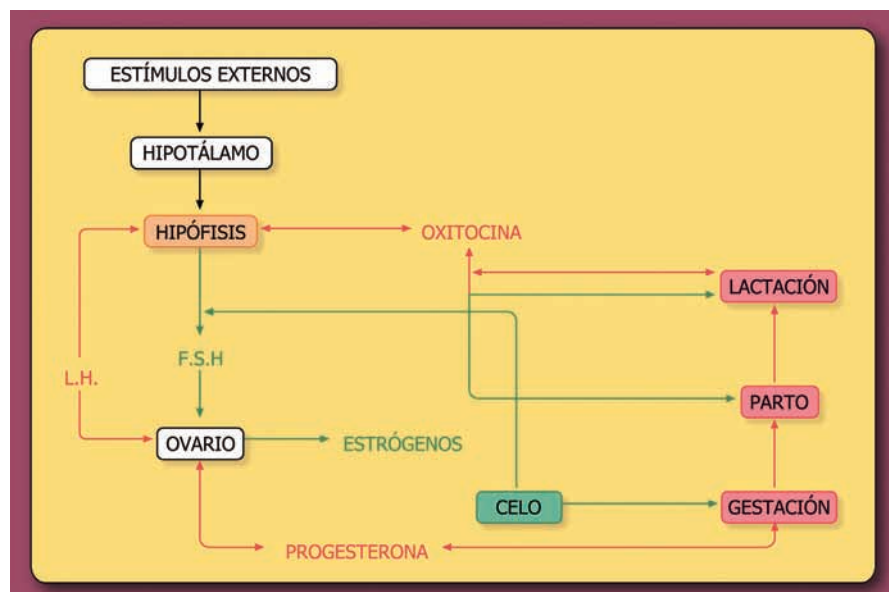 ESTÍMULOS EXTERNOS
HIPOTÁLAMO
HIPÓFISIS
OXITOCINA
LACTACIÓN
F.S.H
L.H.
PARTO
OVARIO
ESTRÓGENOS
CELO
GESTACIÓN
PROGESTERONA